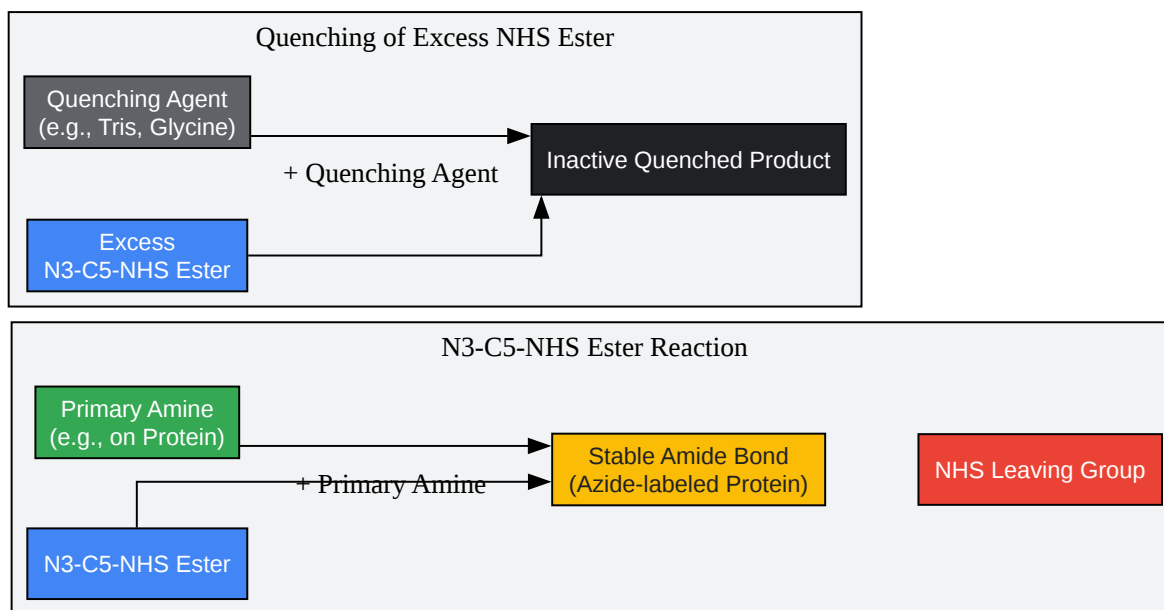 Quenching of Excess NHS Ester
Quenching Agent
(e.g., Tris, Glycine)
+ Quenching Agent
Inactive Quenched Product
Excess
N3-C5-NHS Ester
N3-C5-NHS Ester Reaction
Primary Amine
(e.g., on Protein)
+ Primary Amine
Stable Amide Bond
(Azide-labeled Protein)
NHS Leaving Group
N3-C5-NHS Ester